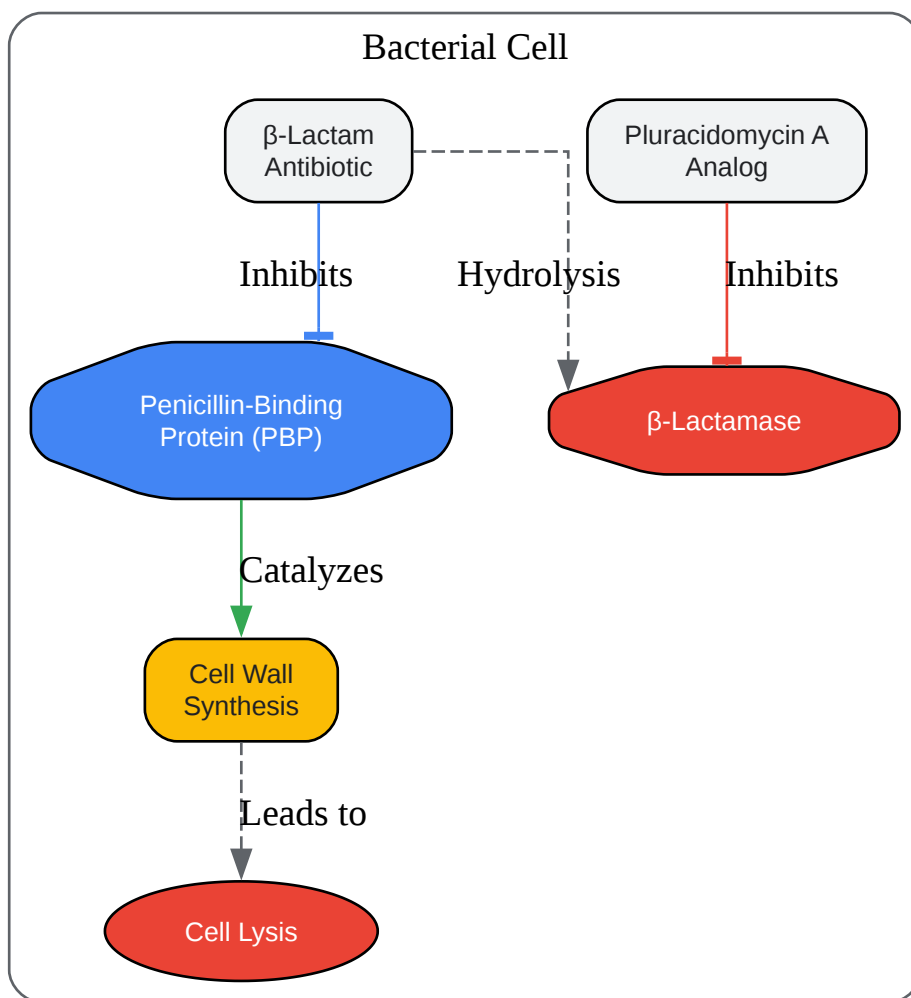 Bacterial Cell
β-Lactam
Antibiotic
Pluracidomycin A
Analog
Inhibits
Hydrolysis
Inhibits
Penicillin-Binding
Protein (PBP)
β-Lactamase
Catalyzes
Cell Wall
Synthesis
Leads to
Cell Lysis